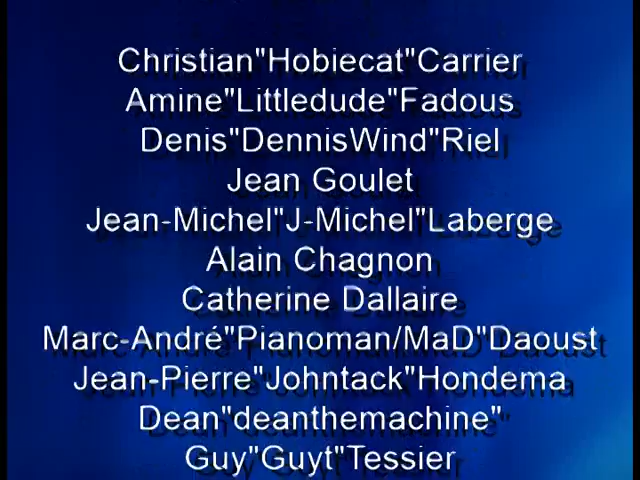 Christian"Hobiecat"Carrier
Amine"Littledude"Fadous
Denis"DennisWind"Riel
Jean Goulet
Jean-Michel"J-Michel"Laberge
Alain Chagnon
Catherine Dallaire
Marc-André"Pianoman/MaD"Daoust
Jean-Pierre"Johntack"Hondema
Dean"deanthemachine"
Guy"Guyt"Tessier